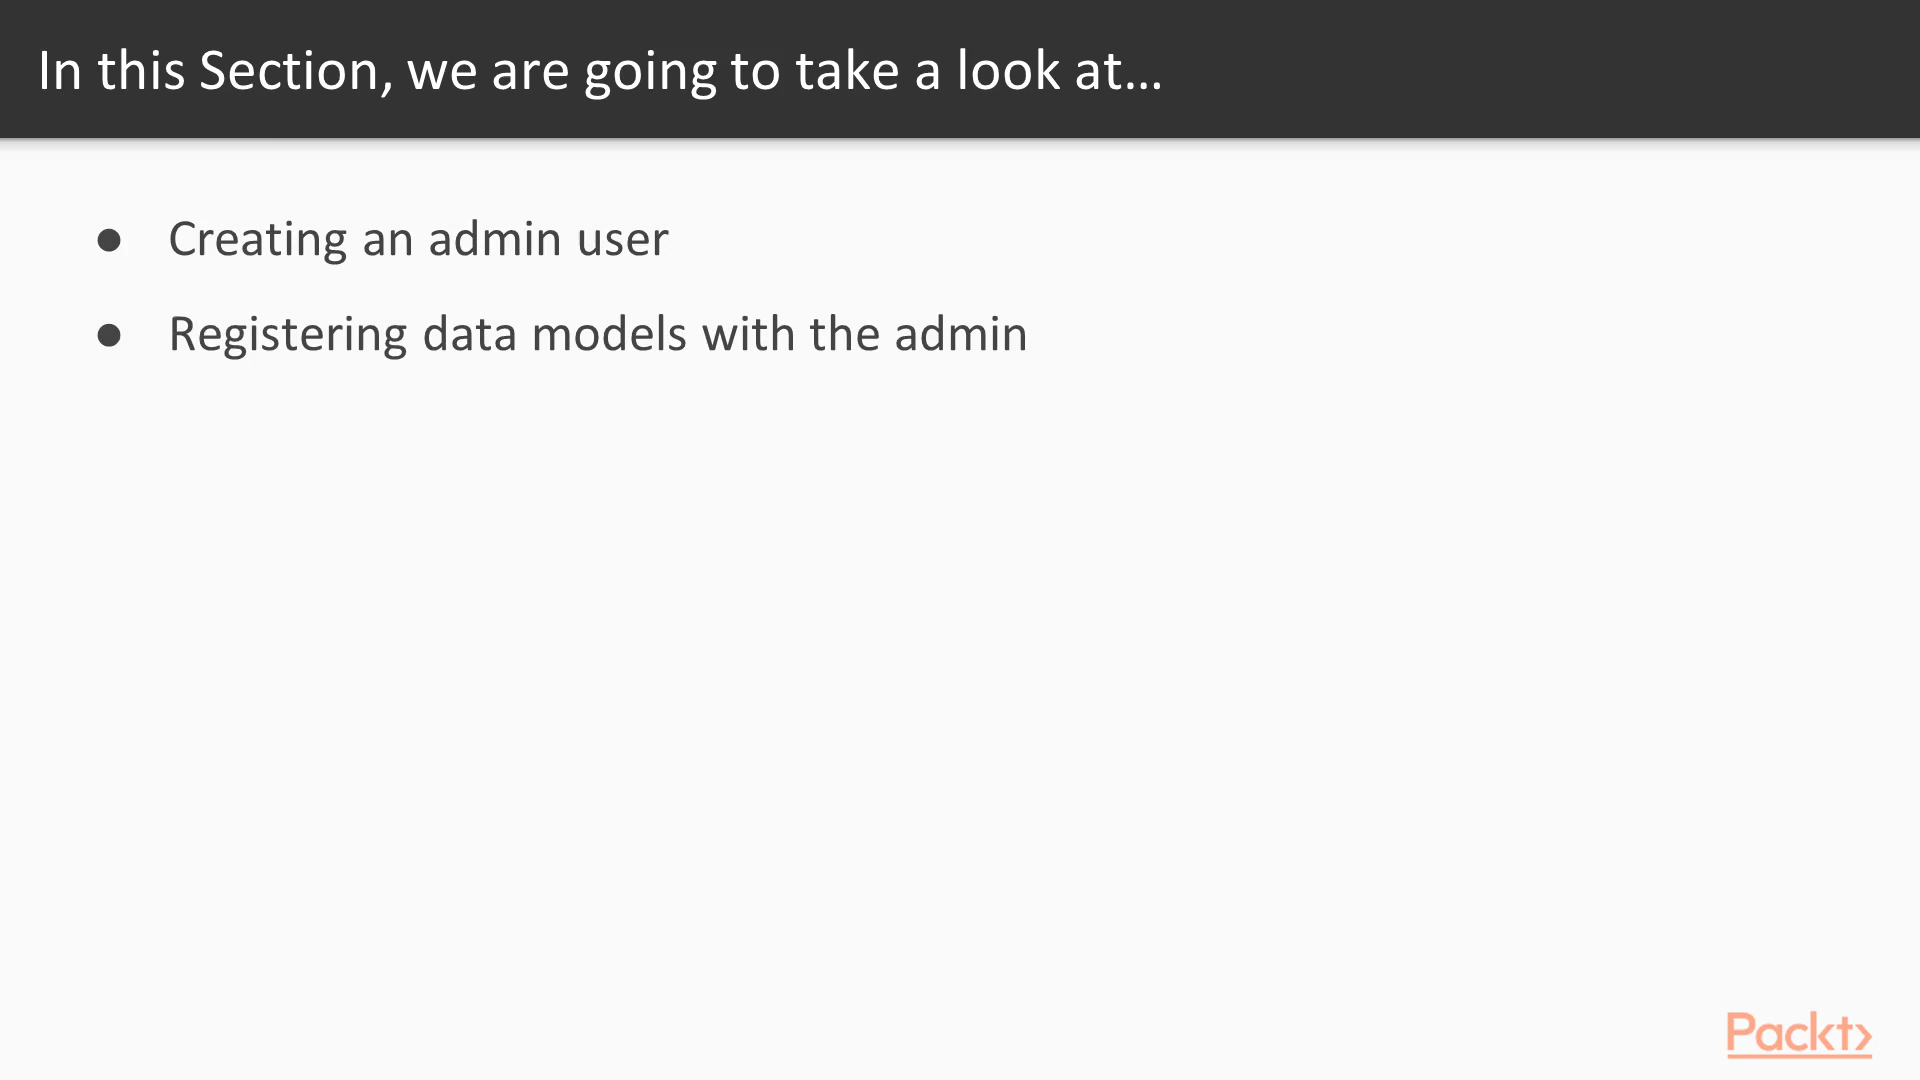 In this Section, we are going to take a look at...
● Creating an admin user
● Registering data models with the admin
Packt>